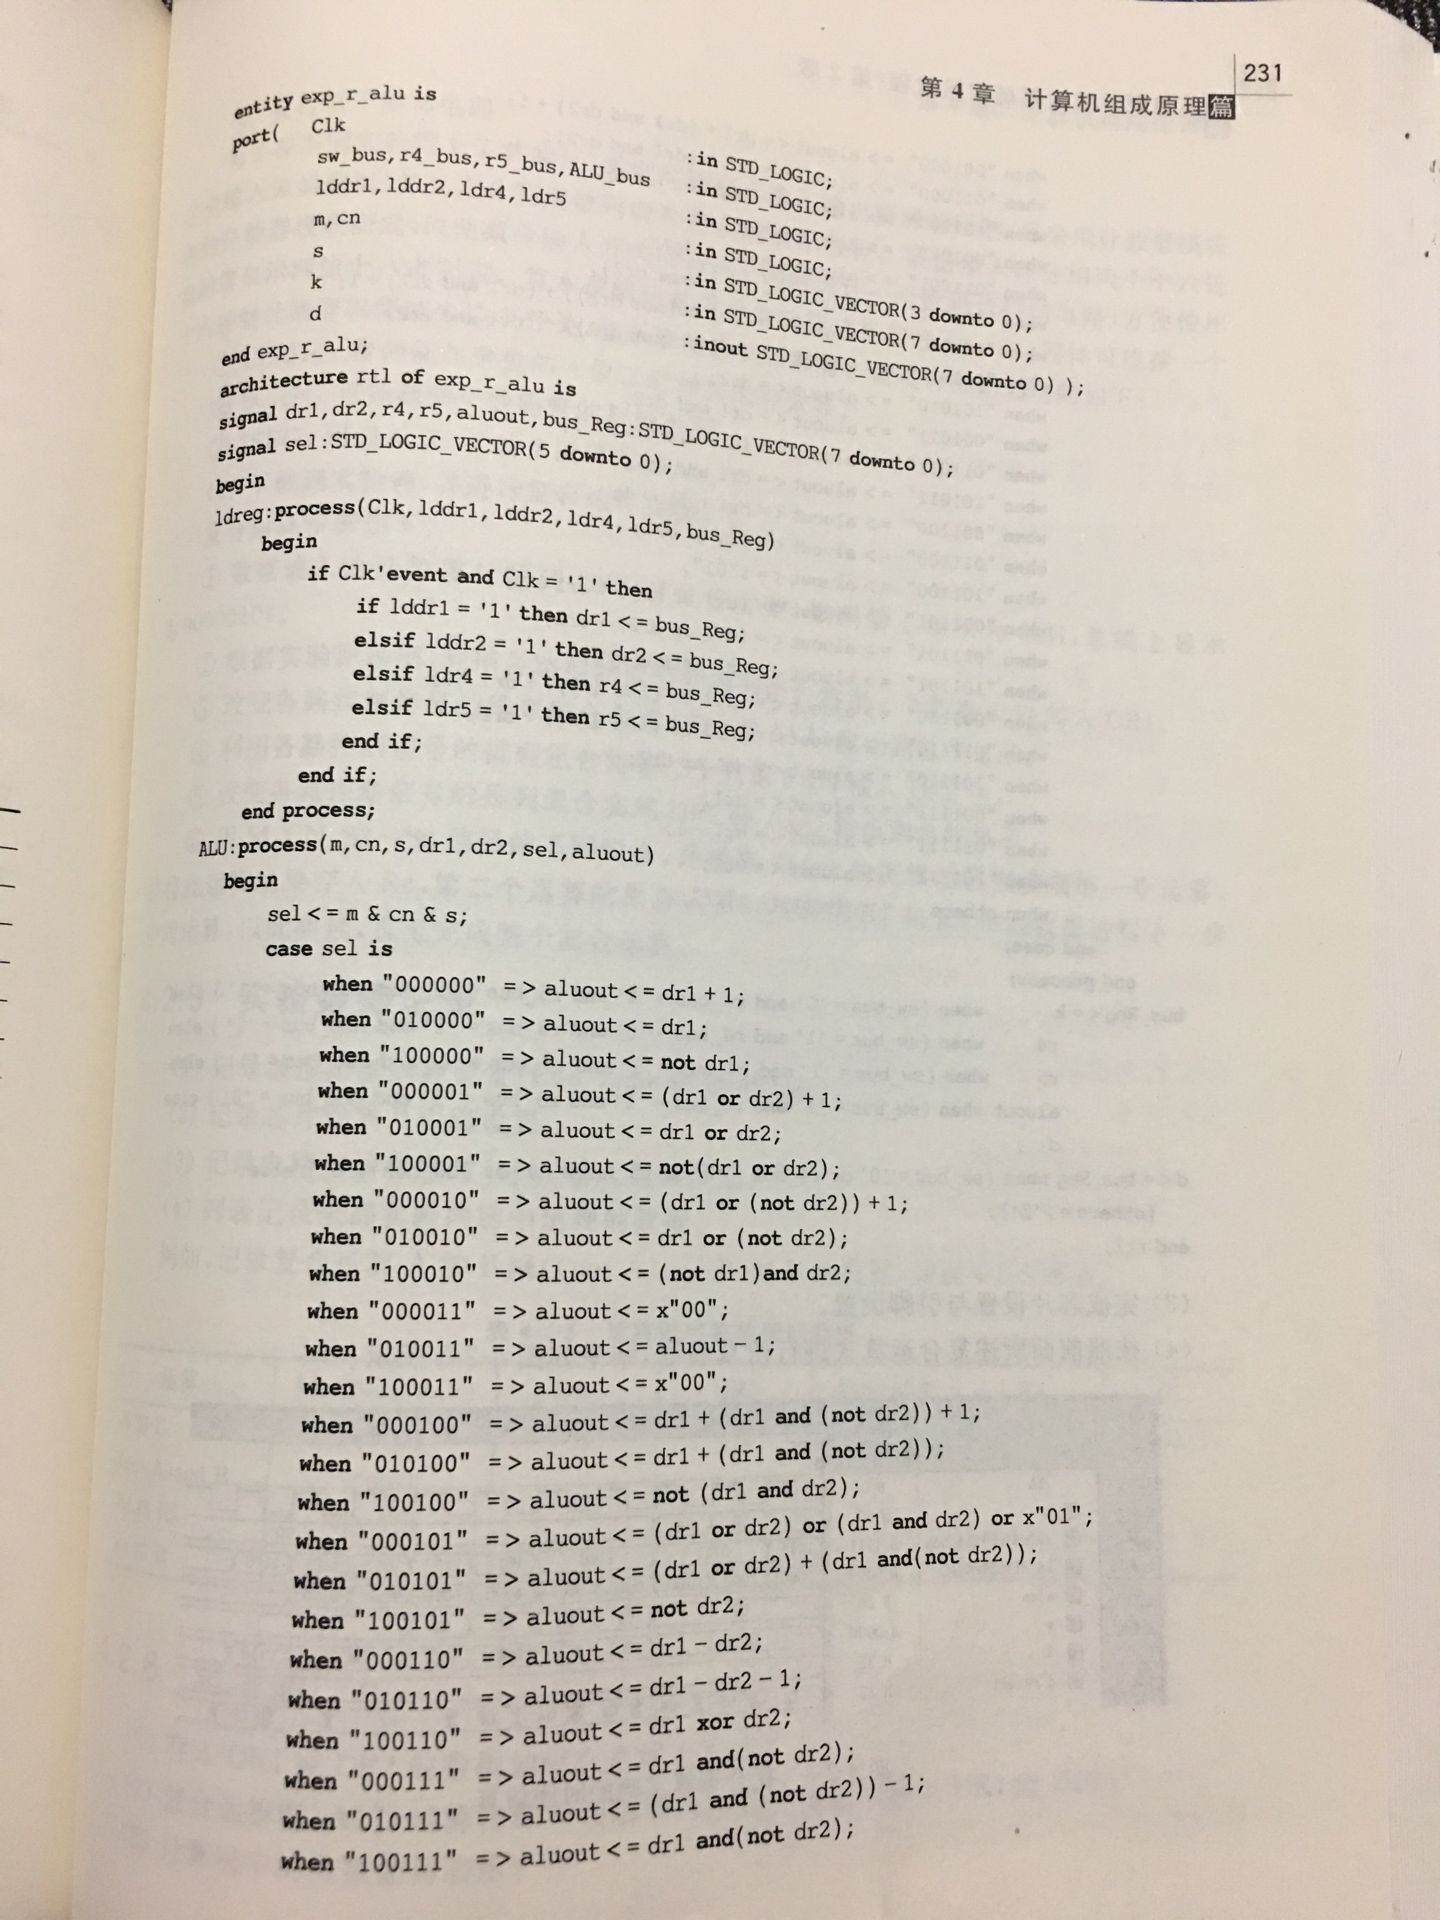 231
第 4 章 计算机组成原理篇
entity exp_r_alu is
port( Clk :in STD_LOGIC;
sw_bus,r4_bus,r5_bus,ALU_bus :in STD_LOGIC;
lddr1,lddr2,ldr4,ldr5 :in STD_LOGIC;
m,cn :in STD_LOGIC;
s :in STD_LOGIC_VECTOR(3 downto 0);
k :in STD_LOGIC_VECTOR(7 downto 0);
d :inout STD_LOGIC_VECTOR(7 downto 0) );
end exp_r_alu;
architecture rtl of exp_r_alu is
signal dr1,dr2,r4,r5,aluout,bus_Reg:STD_LOGIC_VECTOR(7 downto 0);
signal sel:STD_LOGIC_VECTOR(5 downto 0);
begin
ldreg:process(Clk,lddr1,lddr2,ldr4,ldr5,bus_Reg)
begin
if Clk'event and Clk = '1' then
if lddr1 = '1' then dr1 <= bus_Reg;
elsif lddr2 = '1' then dr2 <= bus_Reg;
elsif ldr4 = '1' then r4 <= bus_Reg;
elsif ldr5 = '1' then r5 <= bus_Reg;
end if;
end if;
end process;
ALU:process(m,cn,s,dr1,dr2,sel,aluout)
begin
sel <= m & cn & s;
case sel is
when "000000" => aluout <= dr1 + 1;
when "010000" => aluout <= dr1;
when "100000" => aluout <= not dr1;
when "000001" => aluout <= (dr1 or dr2) + 1;
when "010001" => aluout <= dr1 or dr2;
when "100001" => aluout <= not(dr1 or dr2);
when "000010" => aluout <= (dr1 or (not dr2)) + 1;
when "010010" => aluout <= dr1 or (not dr2);
when "100010" => aluout <= (not dr1)and dr2;
when "000011" => aluout <= x"00";
when "010011" => aluout <= aluout - 1;
when "100011" => aluout <= x"00";
when "000100" => aluout <= dr1 + (dr1 and (not dr2)) + 1;
when "010100" => aluout <= dr1 + (dr1 and (not dr2));
when "100100" => aluout <= not (dr1 and dr2);
when "000101" => aluout <= (dr1 or dr2) or (dr1 and dr2) or x"01";
when "010101" => aluout <= (dr1 or dr2) + (dr1 and(not dr2));
when "100101" => aluout <= not dr2;
when "000110" => aluout <= dr1 - dr2;
when "010110" => aluout <= dr1 - dr2 - 1;
when "100110" => aluout <= dr1 xor dr2;
when "000111" => aluout <= dr1 and(not dr2);
when "010111" => aluout <= (dr1 and (not dr2)) - 1;
when "100111" => aluout <= dr1 and(not dr2);